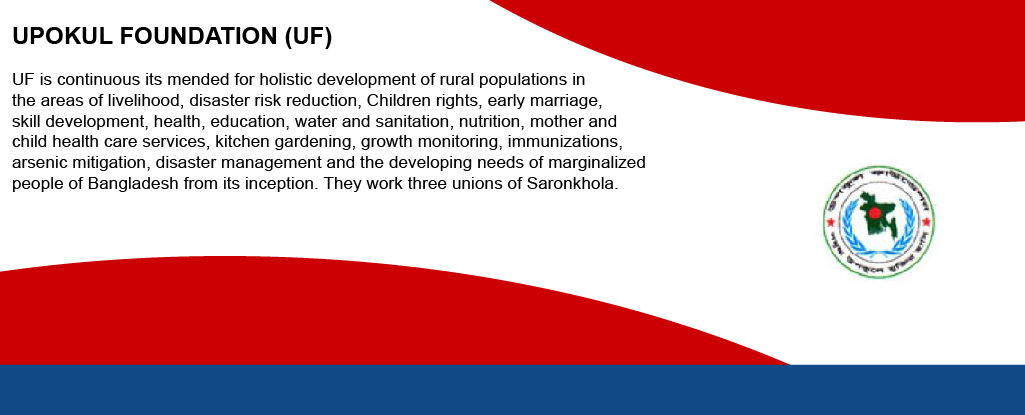 UPOKUL FOUNDATION (UF)
UF is continuous its mended for holistic development of rural populations in
the areas of livelihood, disaster risk reduction, Children rights, early marriage,
skill development, health, education, water and sanitation, nutrition, mother and
child health care services, kitchen gardening, growth monitoring, immunizations,
arsenic mitigation, disaster management and the developing needs of marginalized
people of Bangladesh from its inception. They work three unions of Saronkhola.
উপকূল ফাউন্ডেশন